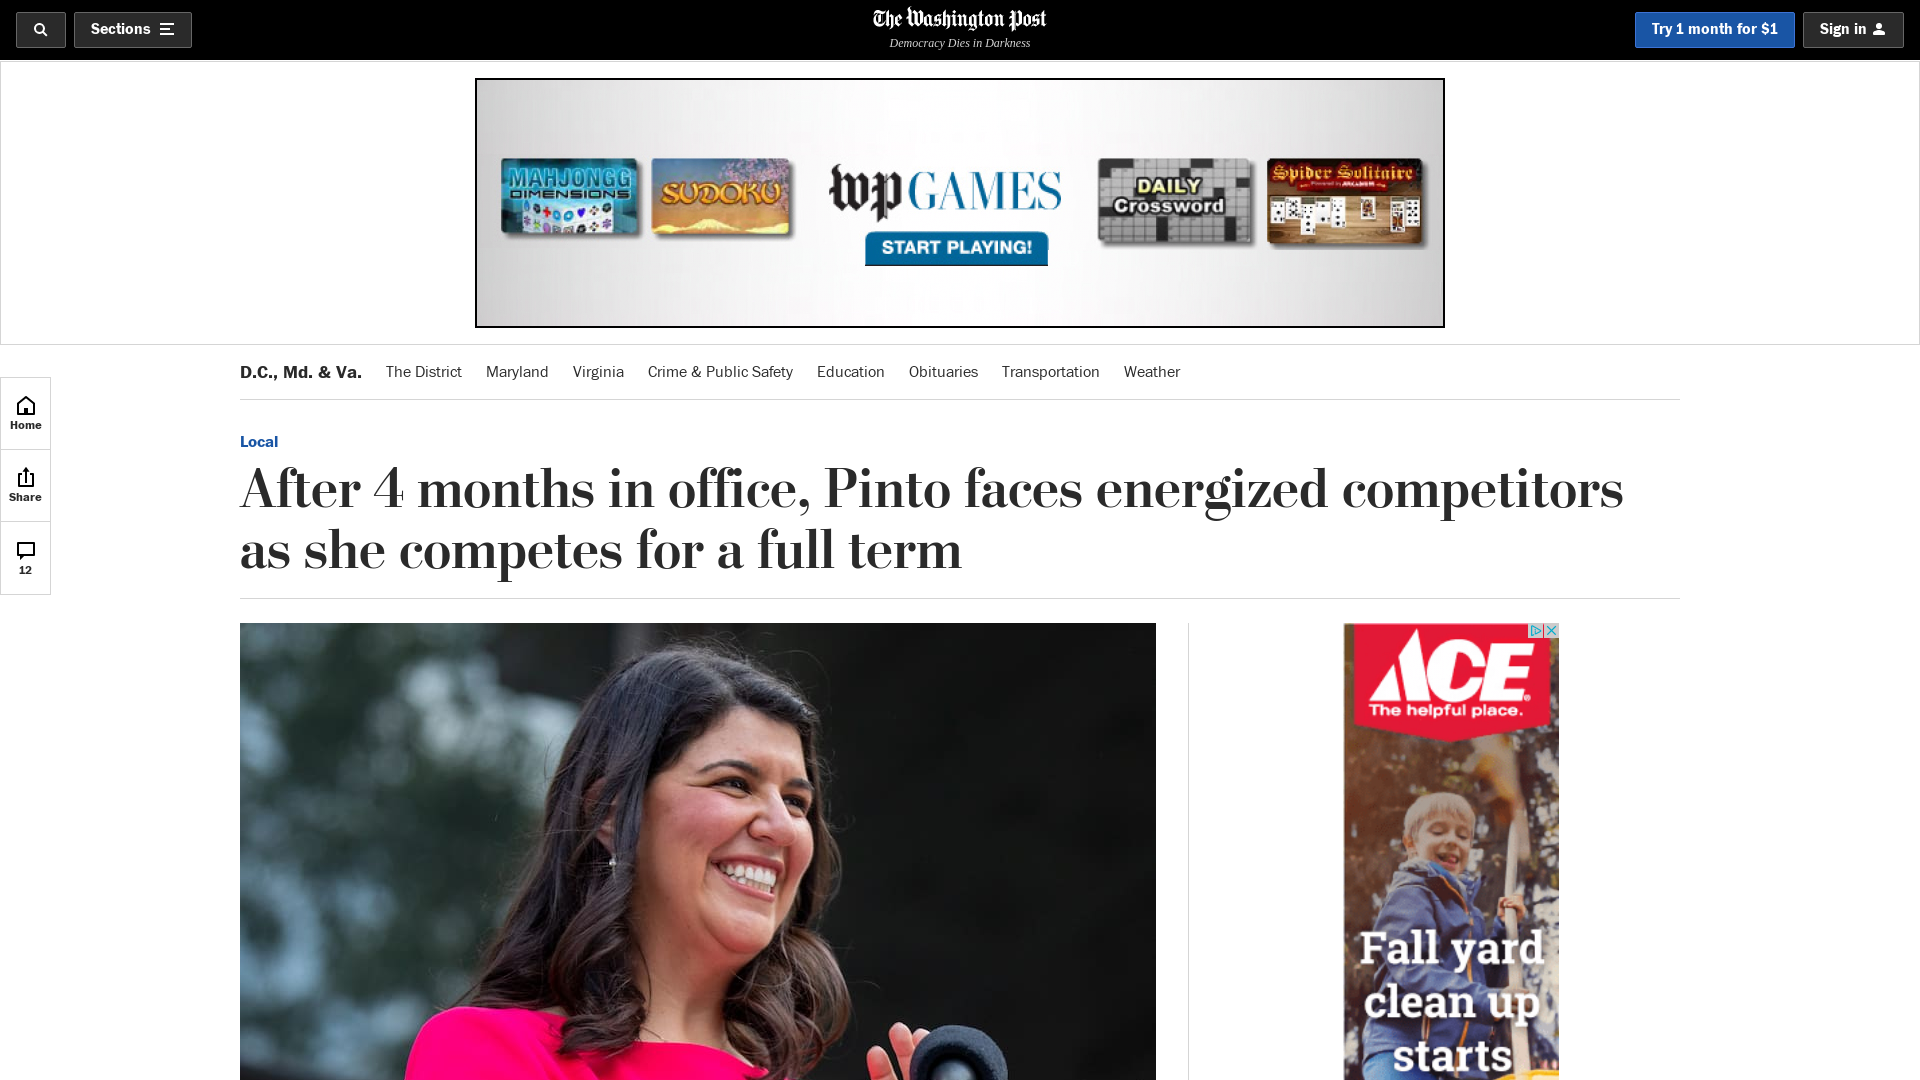 Sections
The Washington Post
Democracy Dies in Darkness
Try 1 month for $1
Sign in
MAHJONGG
DIMENSIONS
SUDOKU
wp GAMES
START PLAYING!
DAILY
Crossword
Spider Solitaire
D.C., Md. & Va.
The District
Maryland
Virginia
Crime & Public Safety
Education
Obituaries
Transportation
Weather
Home
Share
12
Local
After 4 months in office, Pinto faces energized competitors
as she competes for a full term
ACE
The helpful place.
Fall yard
clean up
starts